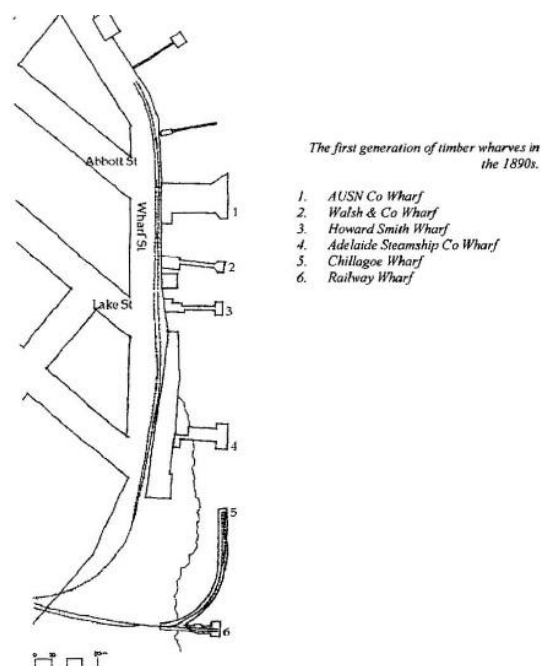 The first generation of timber wharves in
the 1890s.
1. AUSN Co Wharf
2. Walsh & Co Wharf
3. Howard Smith Wharf
4. Adelaide Steamship Co Wharf
5. Chillagoe Wharf
6. Railway Wharf
Abbott St
Wharf St
1
2
Lake St
3
4
5
6